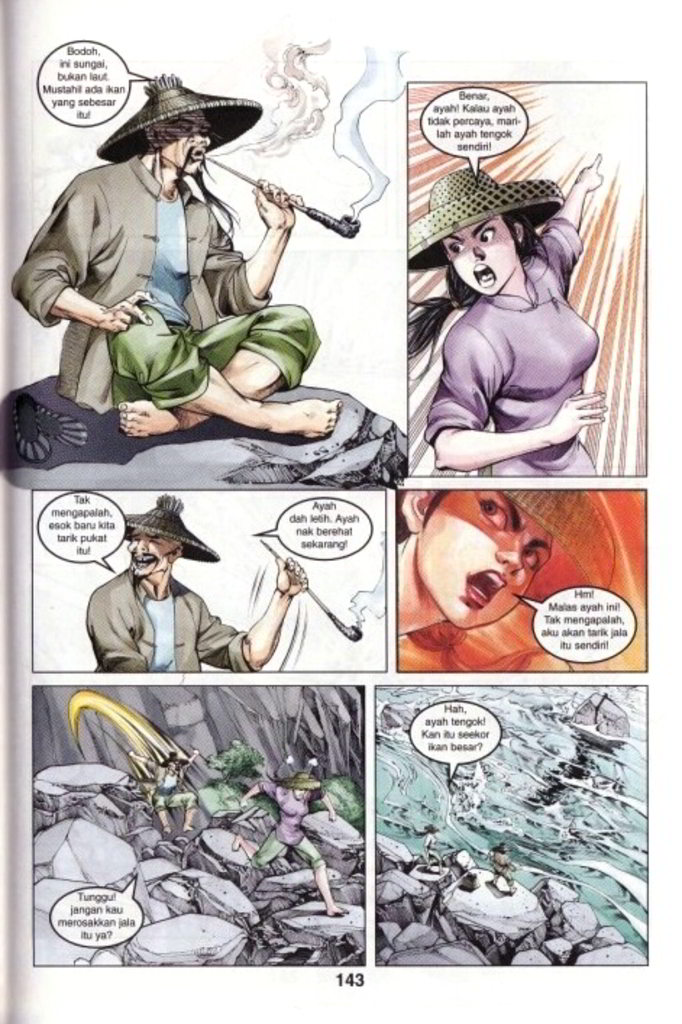 Bodoh,
ini sungai,
bukan laut.
Mustahil ada ikan
yang sebesar
itu!
Benar,
ayah! Kalau ayah
tidak percaya, mari-
lah ayah tengok
sendiri!
Tak
mengapalah,
esok baru kita
tarik pukat
itu!
Ayah
dah letih. Ayah
nak berehat
sekarang!
Hm!
Malas ayah ini!
Tak mengapalah,
aku akan tarik jala
itu sendiri!
Tunggu!
jangan kau
merosakkan jala
itu ya?
Hah,
ayah tengok!
Kan itu seekor
ikan besar?
143